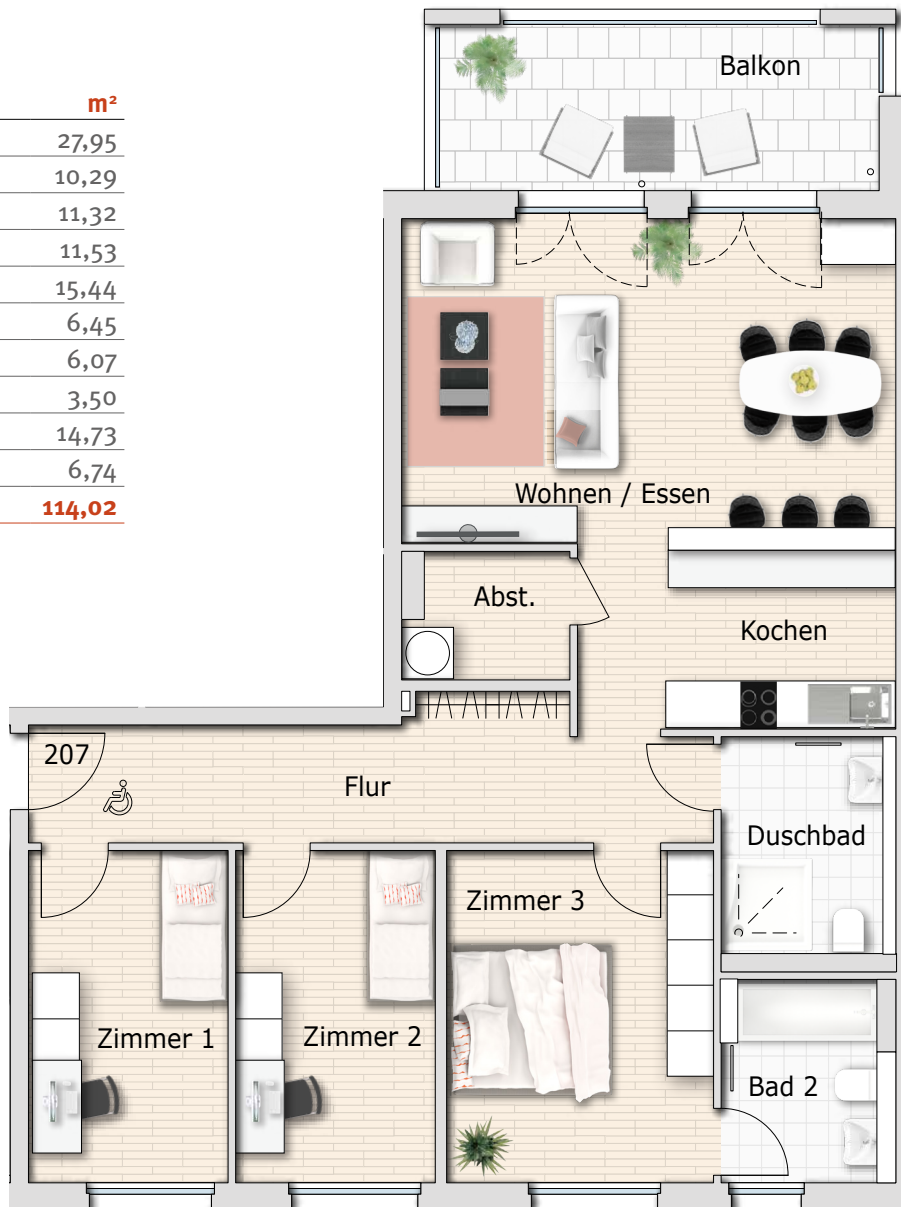 m²
27,95
10,29
11,32
11,53
15,44
6,45
6,07
3,50
14,73
6,74
114,02
Balkon
Wohnen / Essen
Abst.
Kochen
207
Flur
Duschbad
Zimmer 3
Zimmer 1
Zimmer 2
Bad 2